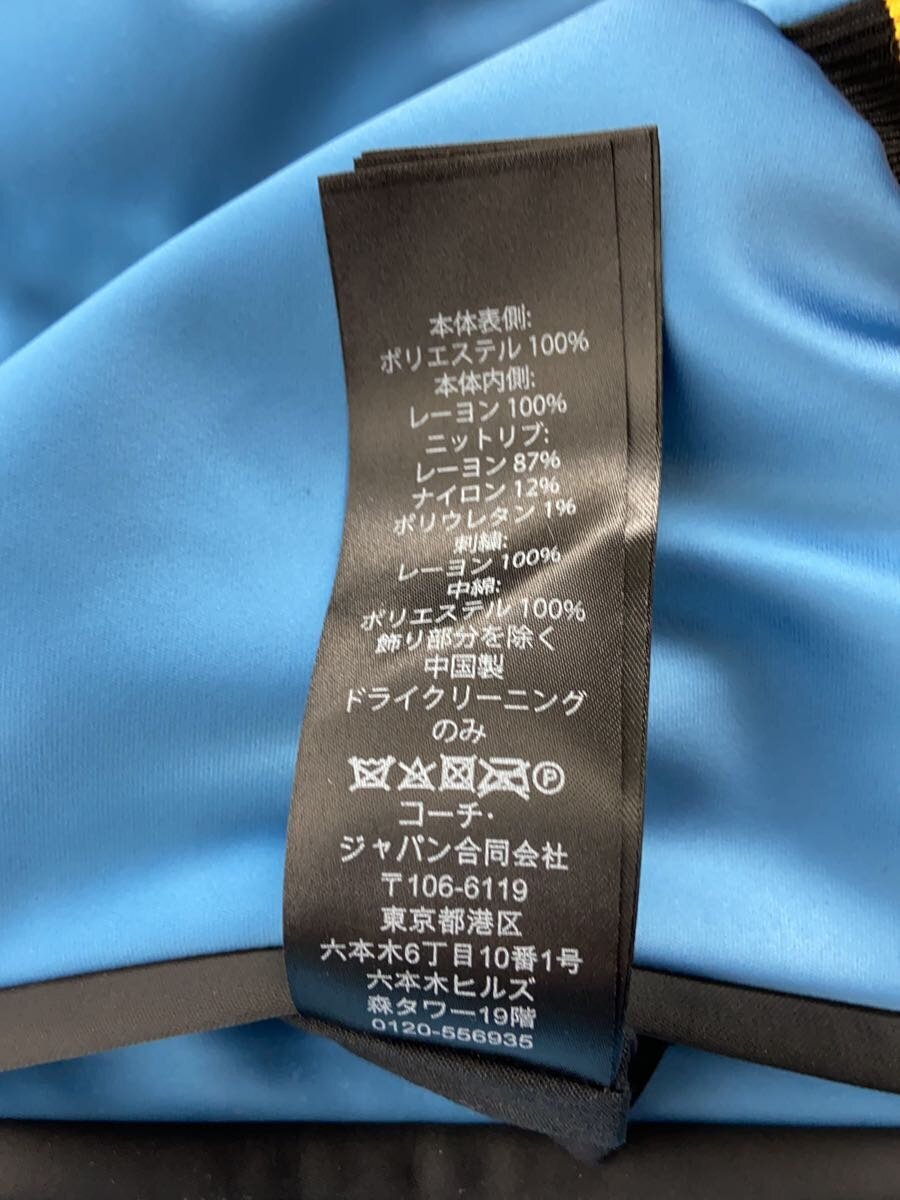 本体表側:
ポリエステル 100%
本体内側:
レーヨン 100%
ニットリブ:
レーヨン 87%
ナイロン 12%
ポリウレタン 1%
刺繍:
レーヨン 100%
中綿:
ポリエステル 100%
飾り部分を除く
中国製
ドライクリーニング
のみ
P
コーチ・
ジャパン合同会社
〒106-6119
東京都港区
六本木6丁目10番1号
六本木ヒルズ
森タワー19階
0120-556935